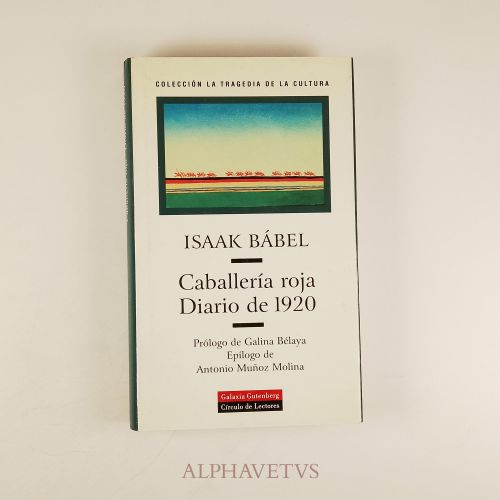 COLECCIÓN LA TRAGEDIA DE LA CULTURA
ISAAK BÁBEL
Caballería roja
Diario de 1920
Prólogo de Galina Bélaya
Epílogo de
Antonio Muñoz Molina
Galaxia Gutenberg
Círculo de Lectores
ALPHAVETVS